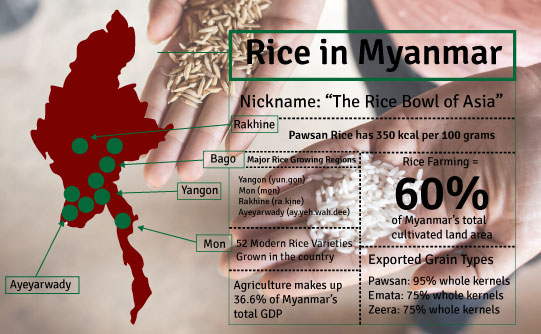 Rice in Myanmar
Nickname: “The Rice Bowl of Asia”
Pawsan Rice has 350 kcal per 100 grams
Rakhine
Bago
Yangon
Mon
Ayeyarwady
Major Rice Growing Regions
Yangon (yun.gon)
Mon (mon)
Rakhine (ra.kine)
Ayeyarwady (ay.yeh.wah.dee)
Rice Farming =
60%
of Myanmar’s total
cultivated land area
52 Modern Rice Varieties
Grown in the country
Agriculture makes up
36.6% of Myanmar’s
total GDP
Exported Grain Types
Pawsan: 95% whole kernels
Emata: 75% whole kernels
Zeera: 75% whole kernels